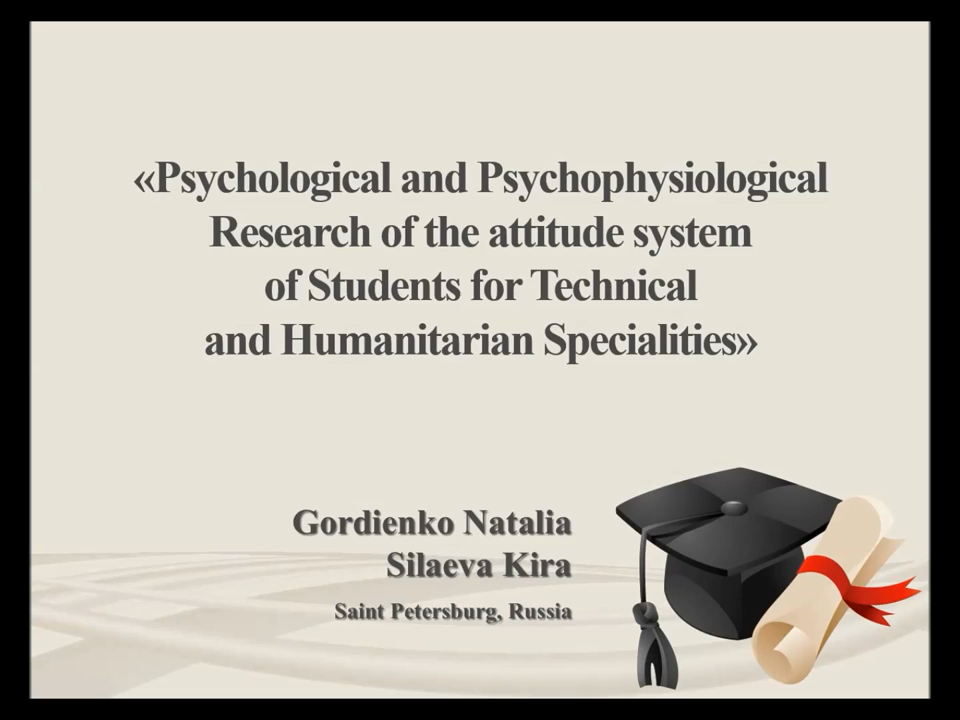 «Psychological and Psychophysiological
Research of the attitude system
of Students for Technical
and Humanitarian Specialities»
Gordienko Natalia
Silaeva Kira
Saint Petersburg, Russia